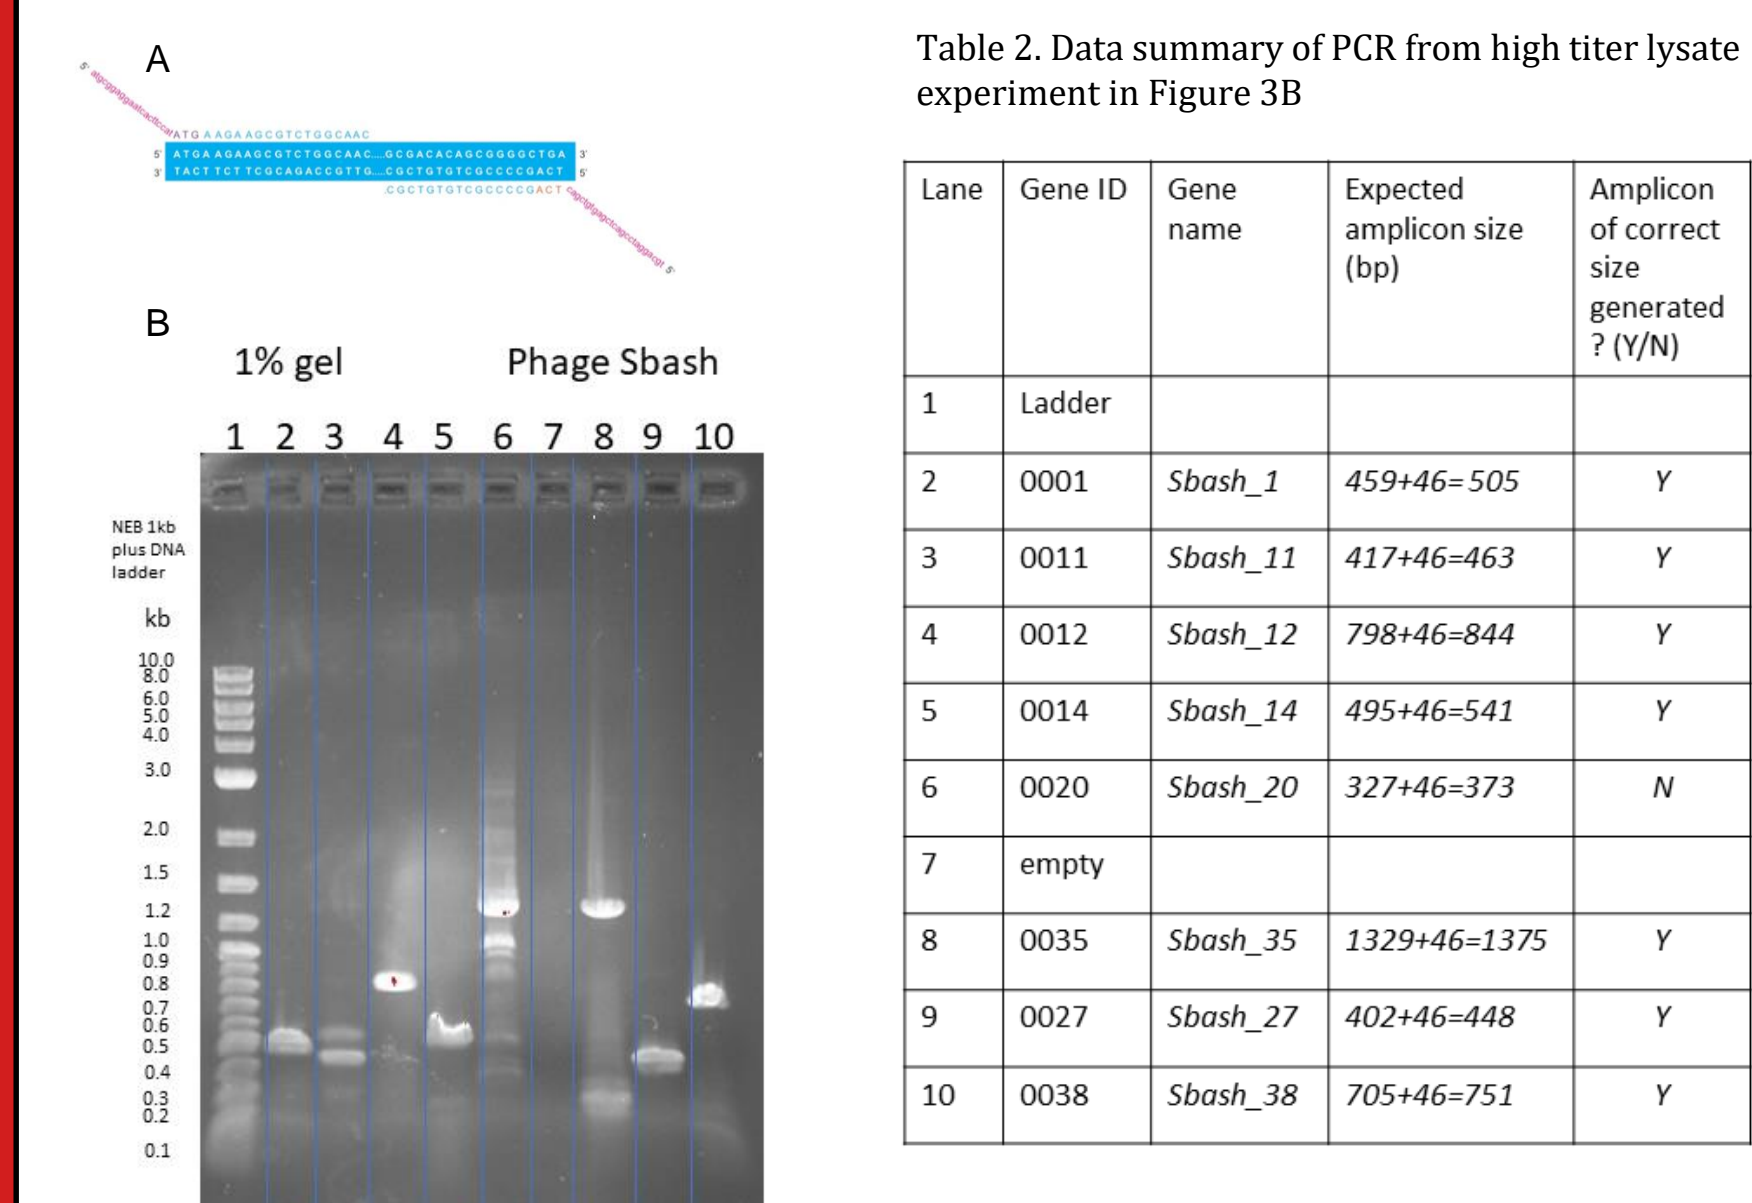 A
5' atgcggaggaatcacttccat ATG AAGAAGCGTCTGGCAAC
5' ATGAAGAAGCGTCTGGCAAC....GCGACACAGCGGGGCTGA 3'
3' TACTTCTTCGCAGACCGTTG....CGCTGTGTCGCCCCGACT 5'
.CGCTGTGTCGCCCCGACT cagctgtgagctcagcctaggacgt 5'
B
1% gel Phage Sbash
1 2 3 4 5 6 7 8 9 10
NEB 1kb
plus DNA
ladder
kb
10.0
8.0
6.0
5.0
4.0
3.0
2.0
1.5
1.2
1.0
0.9
0.8
0.7
0.6
0.5
0.4
0.3
0.2
0.1
Table 2. Data summary of PCR from high titer lysate
experiment in Figure 3B
Lane Gene ID Gene name Expected amplicon size (bp) Amplicon of correct size generated ? (Y/N)
1 Ladder
2 0001 Sbash_1 459+46=505 Y
3 0011 Sbash_11 417+46=463 Y
4 0012 Sbash_12 798+46=844 Y
5 0014 Sbash_14 495+46=541 Y
6 0020 Sbash_20 327+46=373 N
7 empty
8 0035 Sbash_35 1329+46=1375 Y
9 0027 Sbash_27 402+46=448 Y
10 0038 Sbash_38 705+46=751 Y